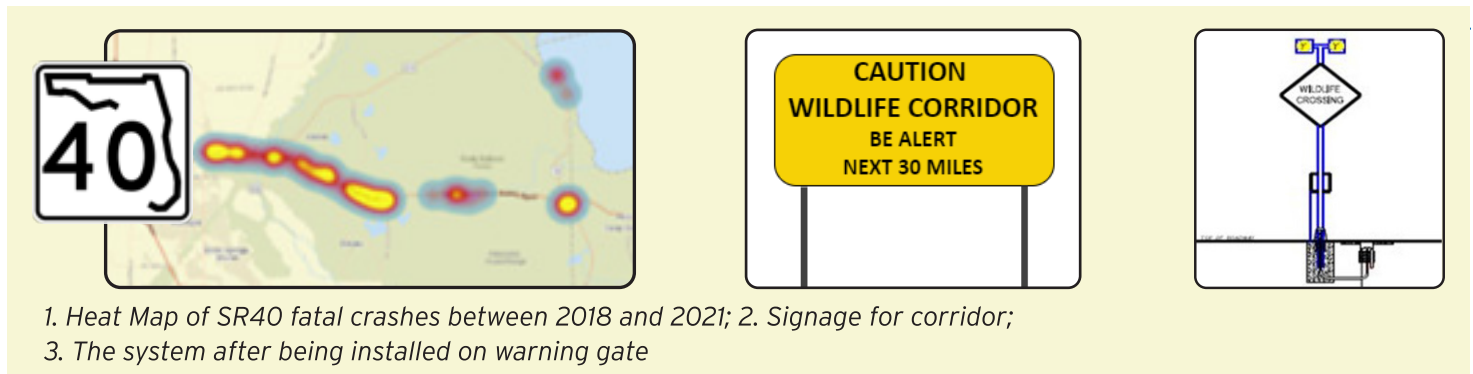 40
CAUTION
WILDLIFE CORRIDOR
BE ALERT
NEXT 30 MILES
WILDLIFE
CROSSING
1. Heat Map of SR40 fatal crashes between 2018 and 2021; 2. Signage for corridor;
3. The system after being installed on warning gate